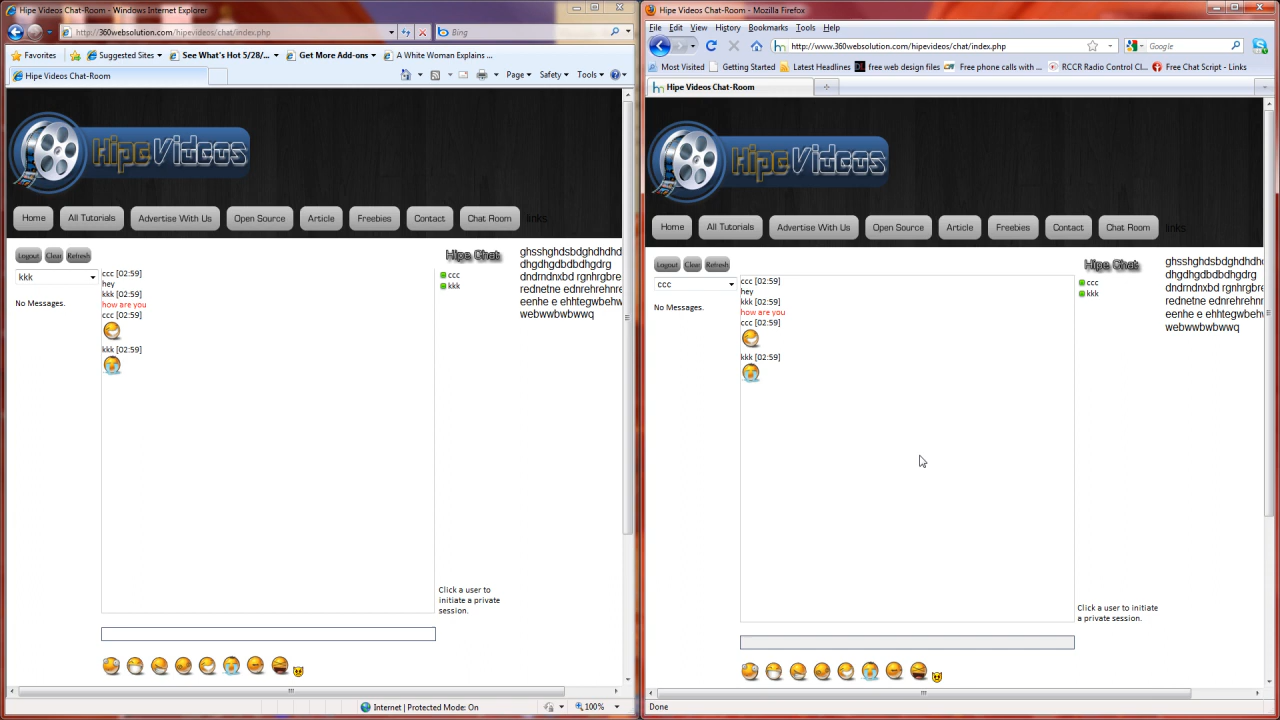 Hipe Videos Chat-Room - Windows Internet Explorer
http://360websolution.com/hipevideos/chat/index.php
Bing
Favorites
Suggested Sites
See What's Hot 5/28/...
Get More Add-ons
A White Woman Explains ...
Hipe Videos Chat-Room
Page
Safety
Tools
HipeVideos
Home
All Tutorials
Advertise With Us
Open Source
Article
Freebies
Contact
Chat Room
links
Logout
Clear
Refresh
kkk
No Messages.
ccc [02:59]
hey
kkk [02:59]
how are you
ccc [02:59]
kkk [02:59]
Hipe Chat
ccc
kkk
Click a user to
initiate a private
session.
ghsshghdsbdghdhdhd
dhgdhgdbdbdhgdrg
dndrndnxbd rgnhrgbre
rednetne ednrehrehnre
eenhe e ehhtegwbehw
webwwbwbwwq
Internet | Protected Mode: On
100%
Hipe Videos Chat-Room - Mozilla Firefox
File Edit View History Bookmarks Tools Help
http://www.360websolution.com/hipevideos/chat/index.php
Google
Most Visited
Getting Started
Latest Headlines
free web design files
Free phone calls with ...
RCCR Radio Control Cl...
Free Chat Script - Links
Hipe Videos Chat-Room
HipeVideos
Home
All Tutorials
Advertise With Us
Open Source
Article
Freebies
Contact
Chat Room
links
Logout
Clear
Refresh
ccc
No Messages.
ccc [02:59]
hey
kkk [02:59]
how are you
ccc [02:59]
kkk [02:59]
Hipe Chat
ccc
kkk
Click a user to initiate
a private session.
ghsshghdsbdghdhdhd
dhgdhgdbdbdhgdrg
dndrndnxbd rgnhrgbre
rednetne ednrehrehnre
eenhe e ehhtegwbehw
webwwbwbwwq
Done